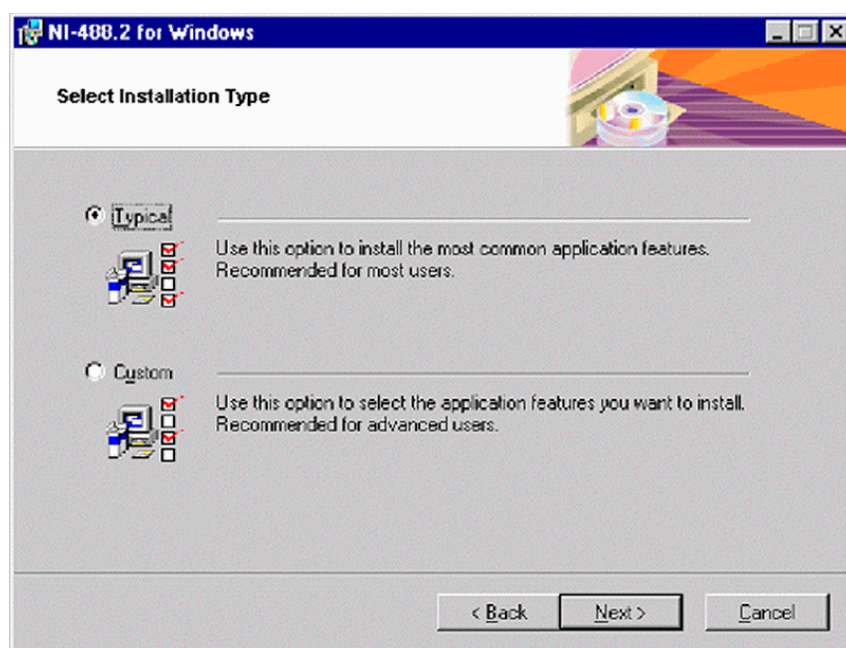 NI-488.2 for Windows
Select Installation Type
Typical
Use this option to install the most common application features.
Recommended for most users.
Custom
Use this option to select the application features you want to install.
Recommended for advanced users.
< Back
Next >
Cancel